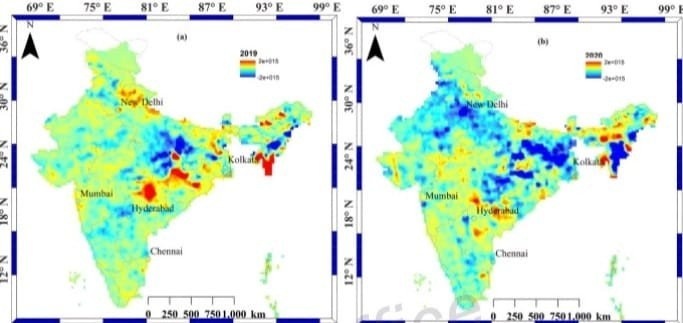 69° E 75° E 81° E 87° E 93° E 99° E
N
(a)
2019
2e+015
-2e+015
36° N
30° N
24° N
18° N
12° N
New Delhi
Kolkata
Mumbai
Hyderabad
Chennai
0 250 500 750 1,000 km
69° E 75° E 81° E 87° E 93° E 99° E
N
(b)
2020
2e+015
-2e+015
36° N
30° N
24° N
18° N
12° N
New Delhi
Kolkata
Mumbai
Hyderabad
Chennai
0 250 500 750 1,000 km